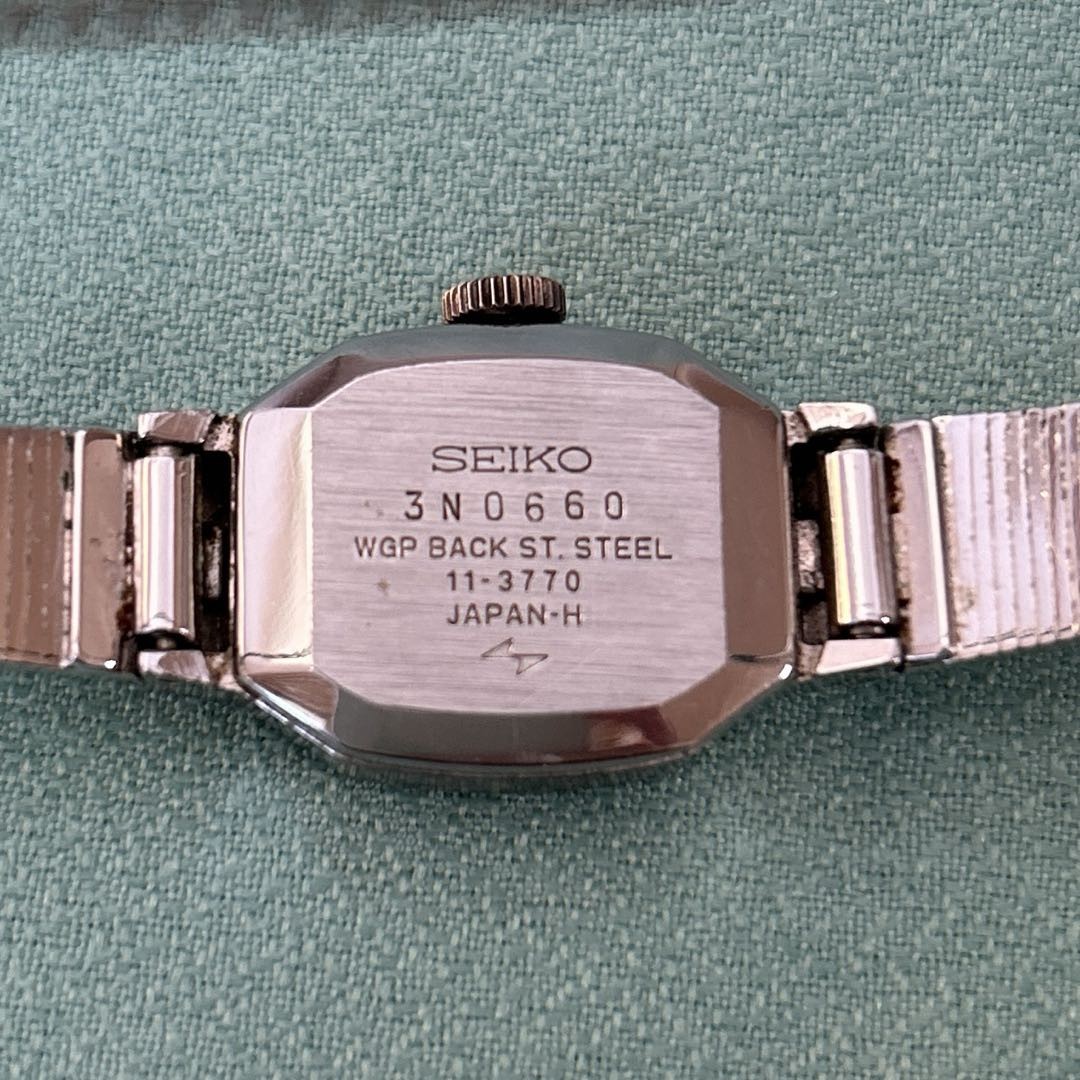 SEIKO
3N0660
WGP BACK ST. STEEL
11-3770
JAPAN-H